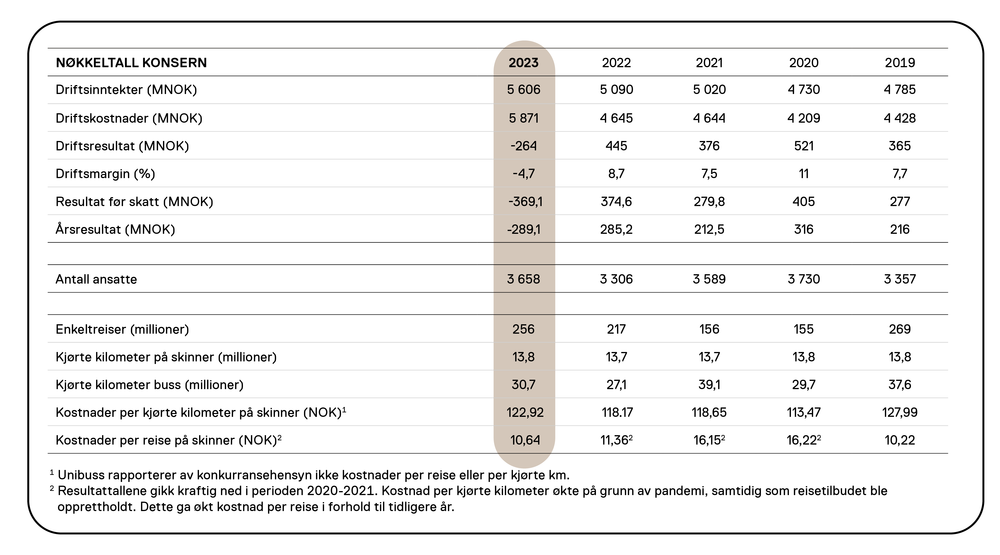 NØKKELTALL KONSERN 2023 2022 2021 2020 2019
Driftsinntekter (MNOK) 5 606 5 090 5 020 4 730 4 785
Driftskostnader (MNOK) 5 871 4 645 4 644 4 209 4 428
Driftsresultat (MNOK) -264 445 376 521 365
Driftsmargin (%) -4,7 8,7 7,5 11 7,7
Resultat før skatt (MNOK) -369,1 374,6 279,8 405 277
Årsresultat (MNOK) -289,1 285,2 212,5 316 216
Antall ansatte 3 658 3 306 3 589 3 730 3 357
Enkeltreiser (millioner) 256 217 156 155 269
Kjørte kilometer på skinner (millioner) 13,8 13,7 13,7 13,8 13,8
Kjørte kilometer buss (millioner) 30,7 27,1 39,1 29,7 37,6
Kostnader per kjørte kilometer på skinner (NOK)¹ 122,92 118.17 118,65 113,47 127,99
Kostnader per reise på skinner (NOK)² 10,64 11,36² 16,15² 16,22² 10,22
¹ Unibuss rapporterer av konkurransehensyn ikke kostnader per reise eller per kjørte km.
² Resultattallene gikk kraftig ned i perioden 2020-2021. Kostnad per kjørte kilometer økte på grunn av pandemi, samtidig som reisetilbudet ble
opprettholdt. Dette ga økt kostnad per reise i forhold til tidligere år.